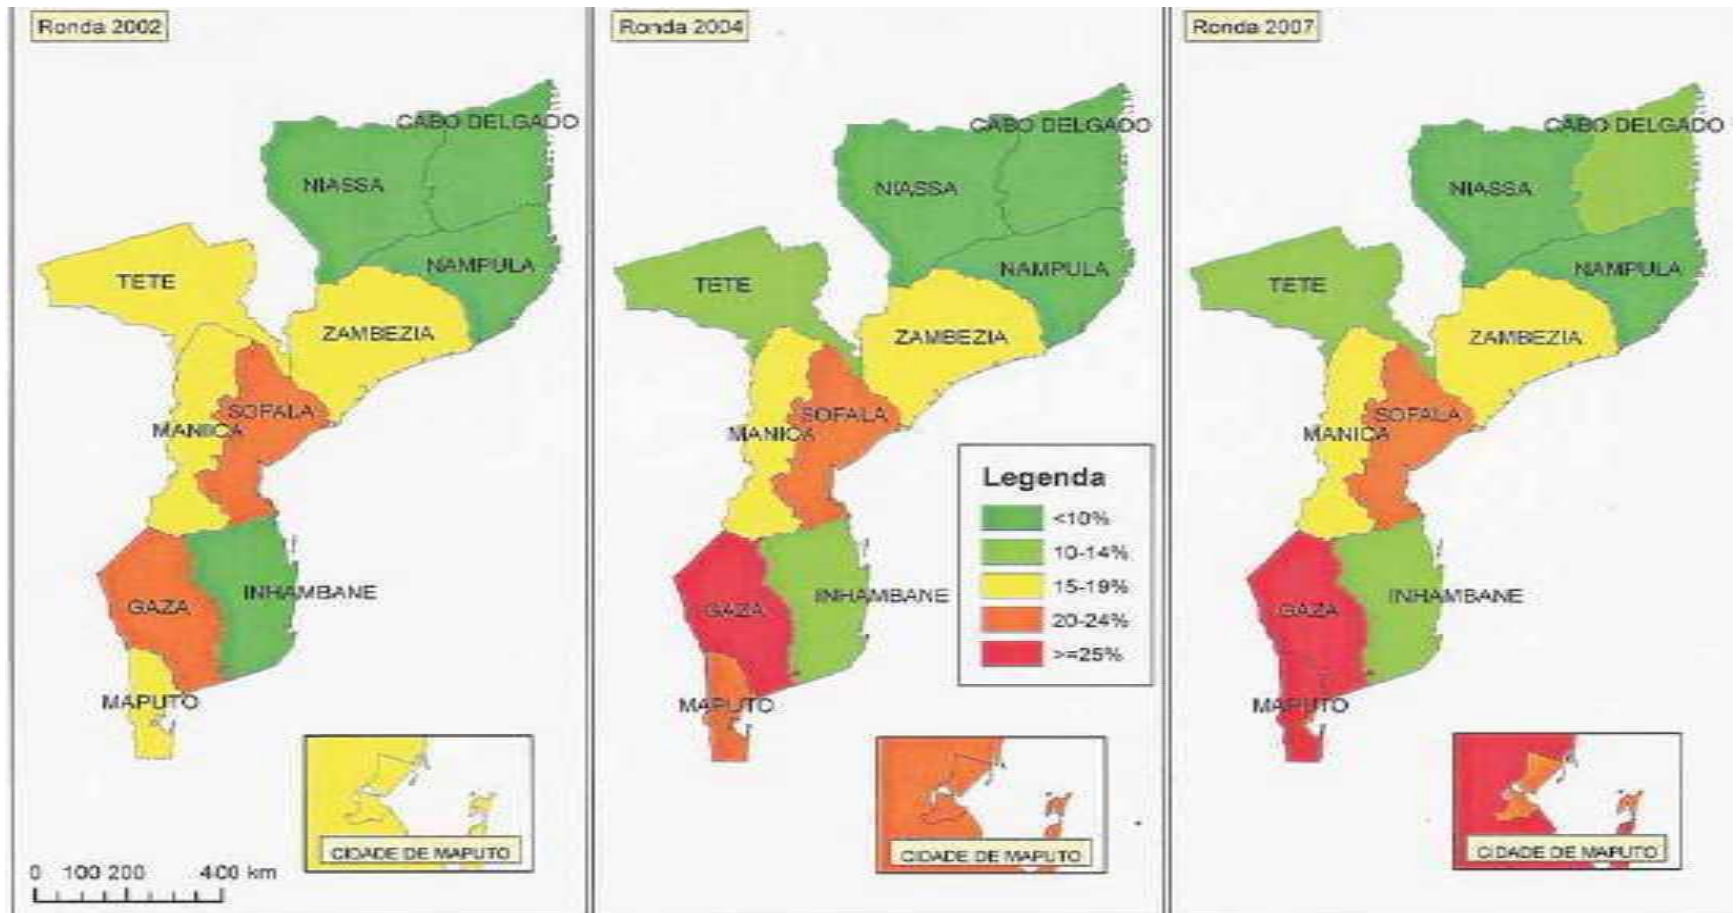 Ronda 2002
CABO DELGADO
NIASSA
NAMPULA
TETE
ZAMBEZIA
SOFALA
MANICA
INHAMBANE
GAZA
MAPUTO
CIDADE DE MAPUTO
0 100 200 400 km
Ronda 2004
CABO DELGADO
NIASSA
NAMPULA
TETE
ZAMBEZIA
SOFALA
MANICA
INHAMBANE
GAZA
MAPUTO
CIDADE DE MAPUTO
Legenda
<10%
10-14%
15-19%
20-24%
>=25%
Ronda 2007
CABO DELGADO
NIASSA
NAMPULA
TETE
ZAMBEZIA
SOFALA
MANICA
INHAMBANE
GAZA
MAPUTO
CIDADE DE MAPUTO